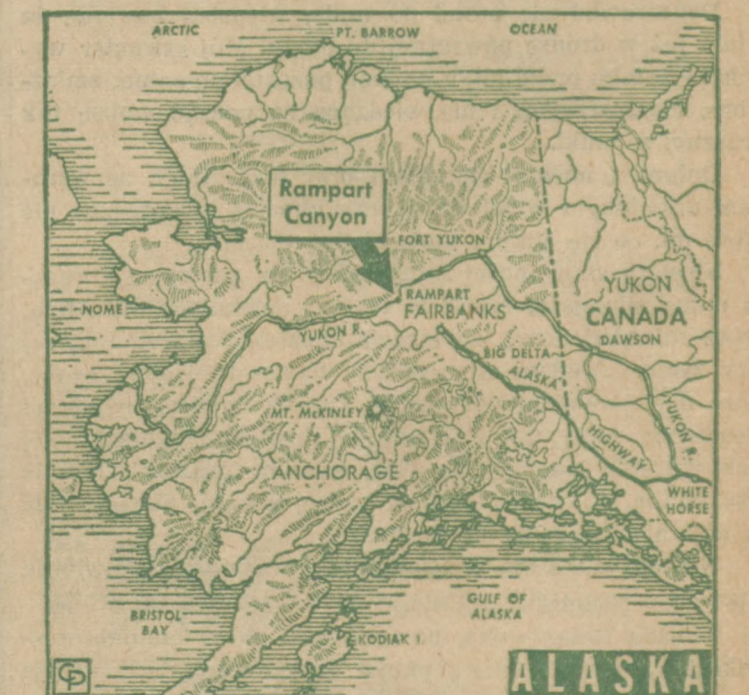 ARCTIC
PT. BARROW
OCEAN
Rampart
Canyon
FORT YUKON
NOME
YUKON R.
RAMPART
FAIRBANKS
YUKON
CANADA
DAWSON
BIG DELTA
ALASKA
HIGHWAY
MT. McKINLEY
YUKON R.
ANCHORAGE
WHITE
HORSE
BRISTOL
BAY
GULF OF
ALASKA
KODIAK I.
CP
ALASKA